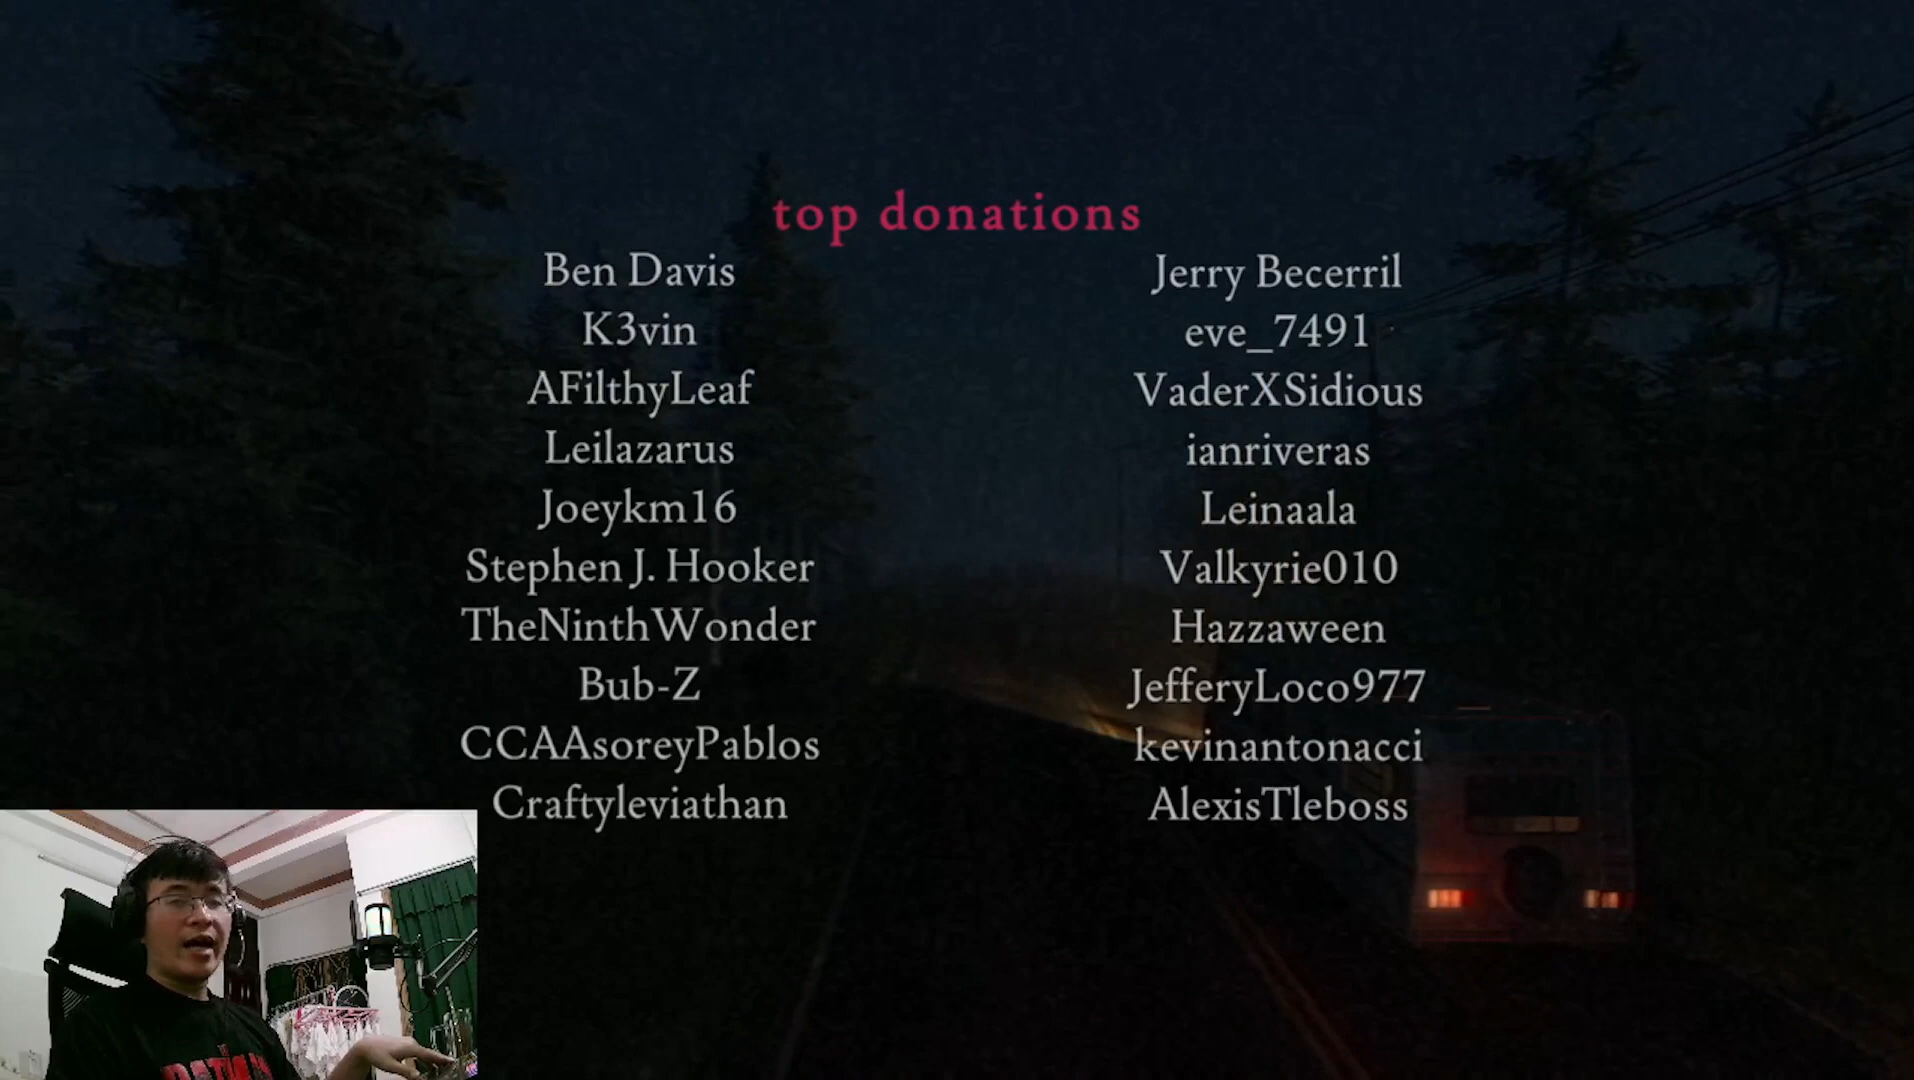 top donations
Ben Davis
K3vin
AFilthyLeaf
Leilazarus
Joeykm16
Stephen J. Hooker
TheNinthWonder
Bub-Z
CCAAsoreyPablos
Craftyleviathan
Jerry Becerril
eve_7491
VaderXSidious
ianriveras
Leinaala
Valkyrie010
Hazzaween
JefferyLoco977
kevinantonacci
AlexisTleboss